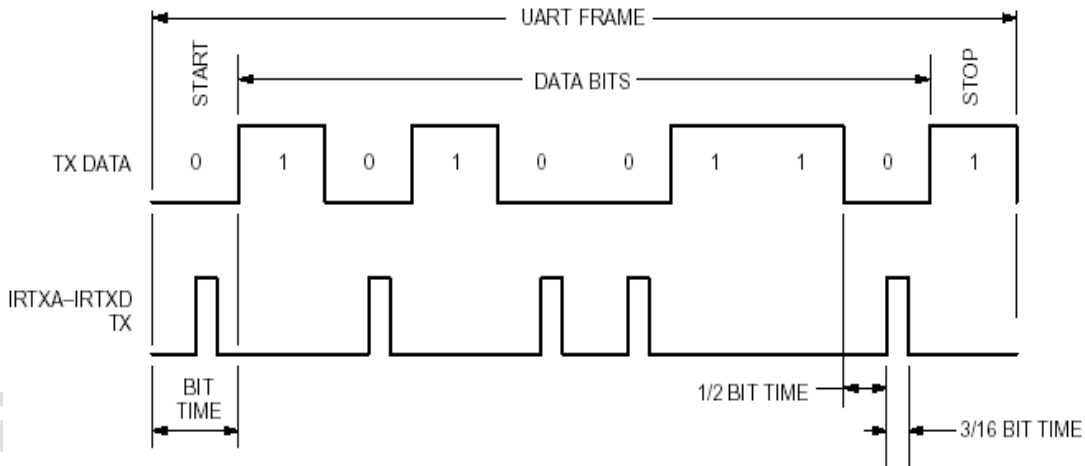 UART FRAME
START
DATA BITS
STOP
TX DATA
0 1 0 1 0 0 1 1 0 1
IRTXA–IRTXD
TX
BIT
TIME
1/2 BIT TIME
3/16 BIT TIME